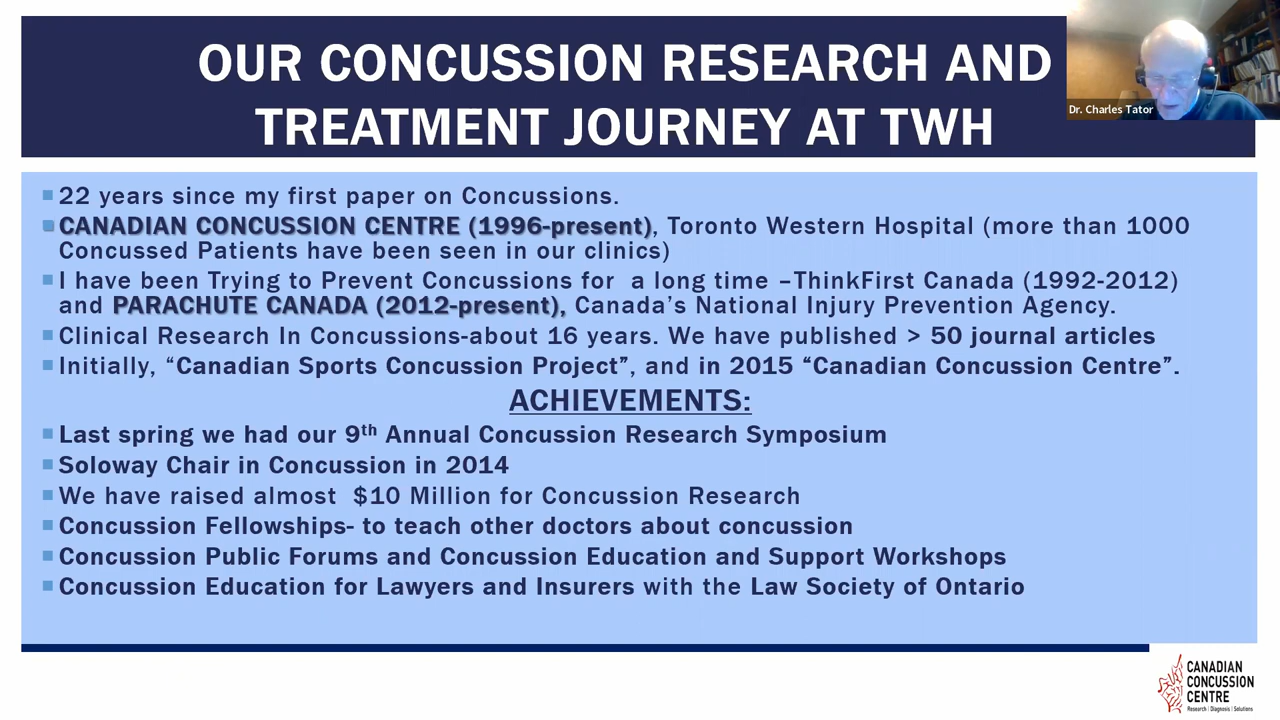 OUR CONCUSSION RESEARCH AND
TREATMENT JOURNEY AT TWH
Dr. Charles Tator
22 years since my first paper on Concussions.
CANADIAN CONCUSSION CENTRE (1996-present), Toronto Western Hospital (more than 1000
Concussed Patients have been seen in our clinics)
I have been Trying to Prevent Concussions for a long time –ThinkFirst Canada (1992-2012)
and PARACHUTE CANADA (2012-present), Canada's National Injury Prevention Agency.
Clinical Research In Concussions-about 16 years. We have published > 50 journal articles
Initially, "Canadian Sports Concussion Project", and in 2015 "Canadian Concussion Centre".
ACHIEVEMENTS:
Last spring we had our 9th Annual Concussion Research Symposium
Soloway Chair in Concussion in 2014
We have raised almost $10 Million for Concussion Research
Concussion Fellowships- to teach other doctors about concussion
Concussion Public Forums and Concussion Education and Support Workshops
Concussion Education for Lawyers and Insurers with the Law Society of Ontario
CANADIAN
CONCUSSION
CENTRE
Research | Diagnosis | Solutions